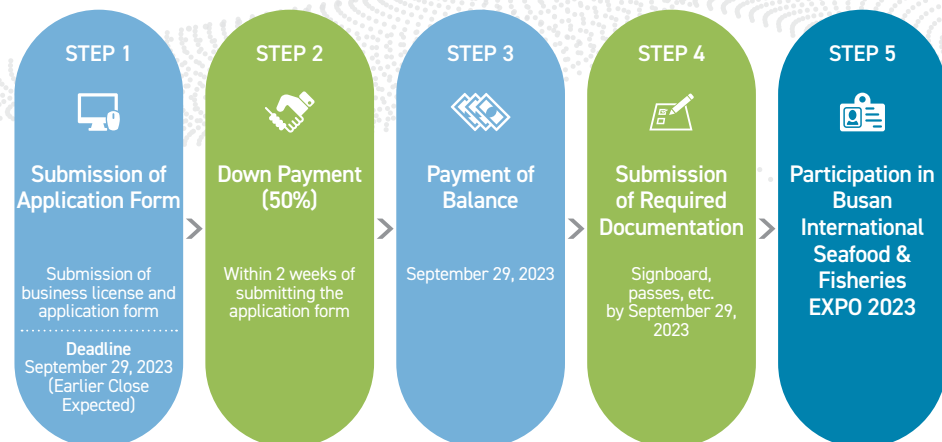 STEP 1
Submission of
Application Form
Submission of
business license and
application form
Deadline
September 29, 2023
(Earlier Close
Expected)
STEP 2
Down Payment
(50%)
Within 2 weeks of
submitting the
application form
STEP 3
Payment of
Balance
September 29, 2023
STEP 4
Submission
of Required
Documentation
Signboard,
passes, etc.
by September 29,
2023
STEP 5
Participation in
Busan
International
Seafood &
Fisheries
EXPO 2023